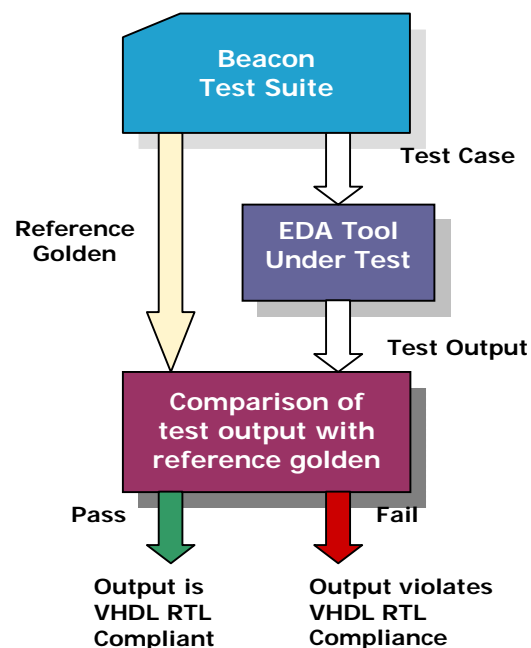 Beacon
Test Suite
Test Case
Reference
Golden
EDA Tool
Under Test
Test Output
Comparison of
test output with
reference golden
Pass
Fail
Output is
VHDL RTL
Compliant
Output violates
VHDL RTL
Compliance